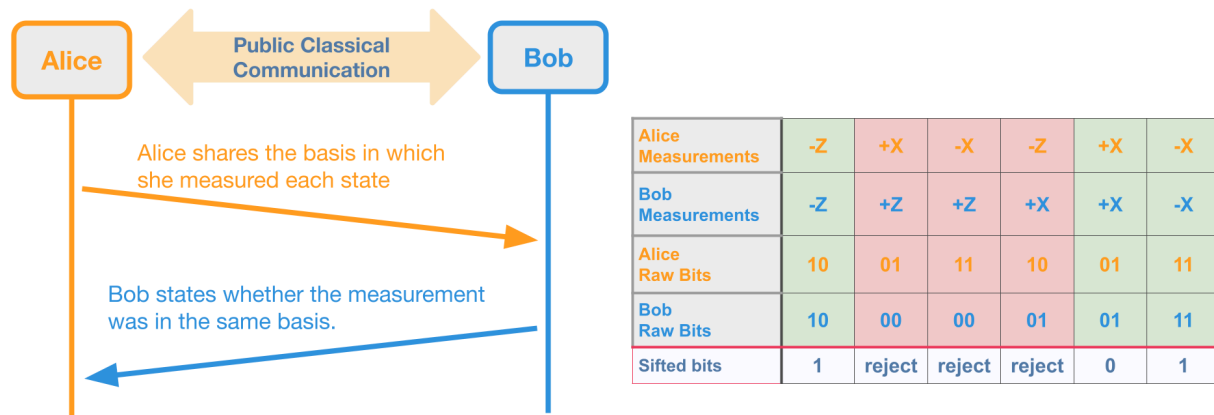 Alice
Public Classical
Communication
Bob
Alice shares the basis in which
she measured each state
Bob states whether the measurement
was in the same basis.
Alice
Measurements
-Z +X -X -Z +X -X
Bob
Measurements
-Z +Z +Z +X +X -X
Alice
Raw Bits
10 01 11 10 01 11
Bob
Raw Bits
10 00 00 01 01 11
Sifted bits 1 reject reject reject 0 1